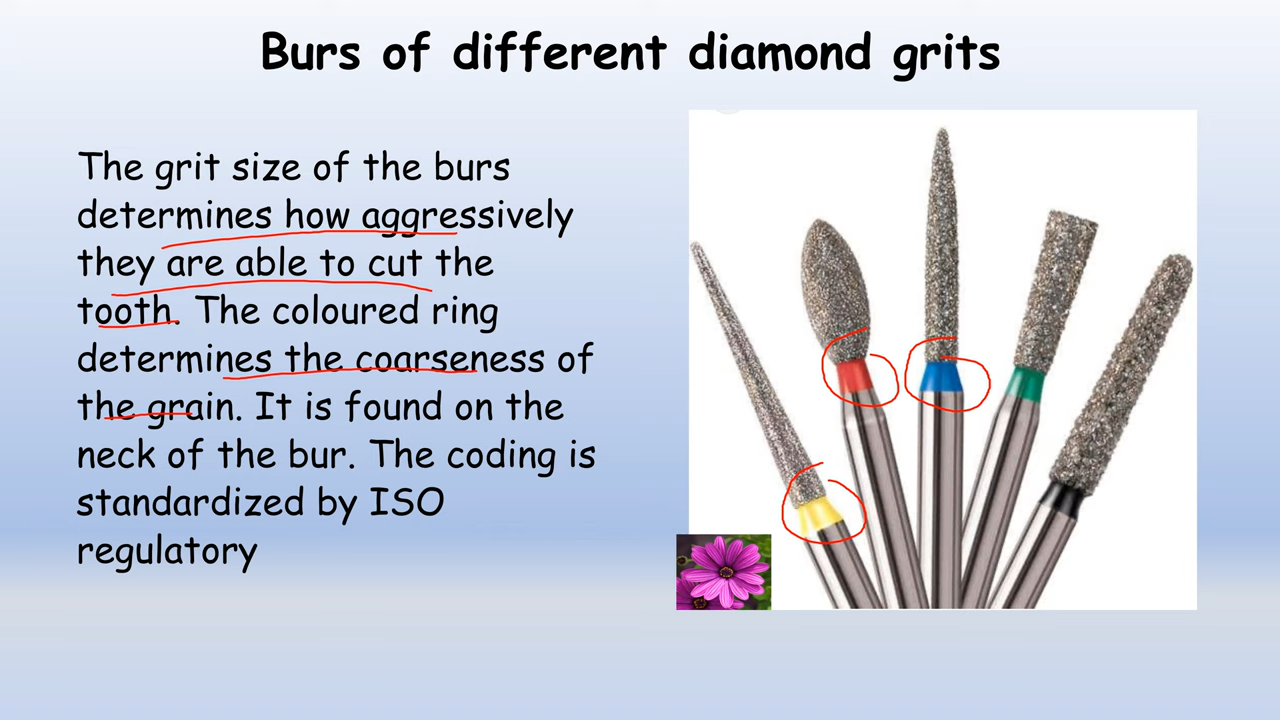 Burs of different diamond grits
The grit size of the burs
determines how aggressively
they are able to cut the
tooth. The coloured ring
determines the coarseness of
the grain. It is found on the
neck of the bur. The coding is
standardized by ISO
regulatory